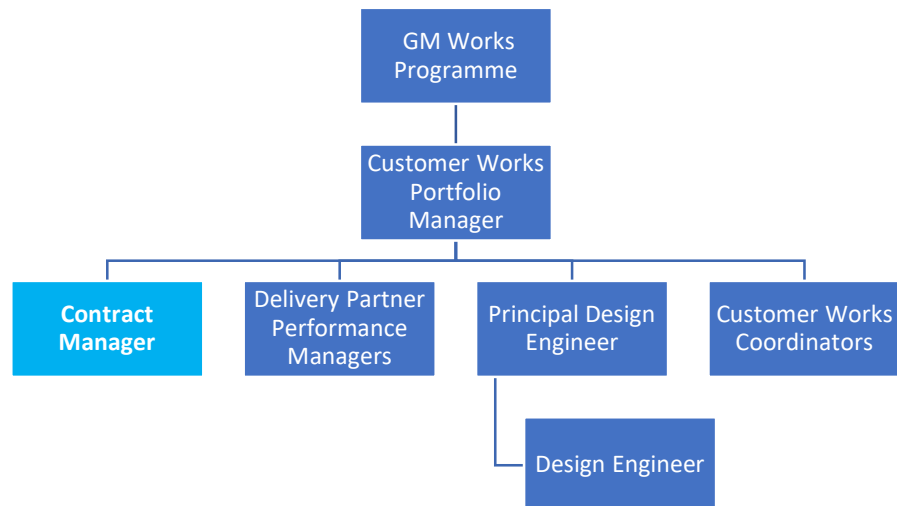 GM Works
Programme
Customer Works
Portfolio
Manager
Contract
Manager
Delivery Partner
Performance
Managers
Principal Design
Engineer
Customer Works
Coordinators
Design Engineer